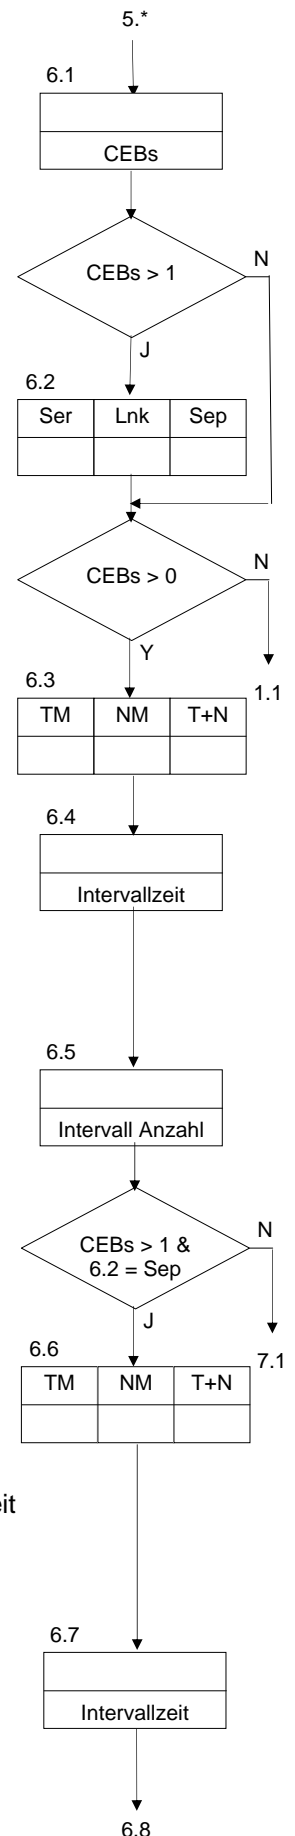 5.*
6.1
CEBs
CEBs > 1
N
J
6.2
Ser Lnk Sep
CEBs > 0
N
Y
1.1
6.3
TM NM T+N
6.4
Intervallzeit
6.5
Intervall Anzahl
CEBs > 1 &
6.2 = Sep
N
J
7.1
6.6
TM NM T+N
eit
6.7
Intervallzeit
6.8